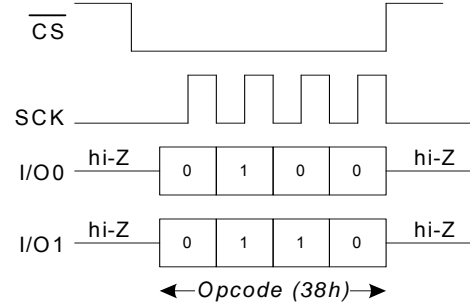 CS
SCK
hi-Z hi-Z
I/O0 0 1 0 0
hi-Z hi-Z
I/O1 0 1 1 0
Opcode (38h)